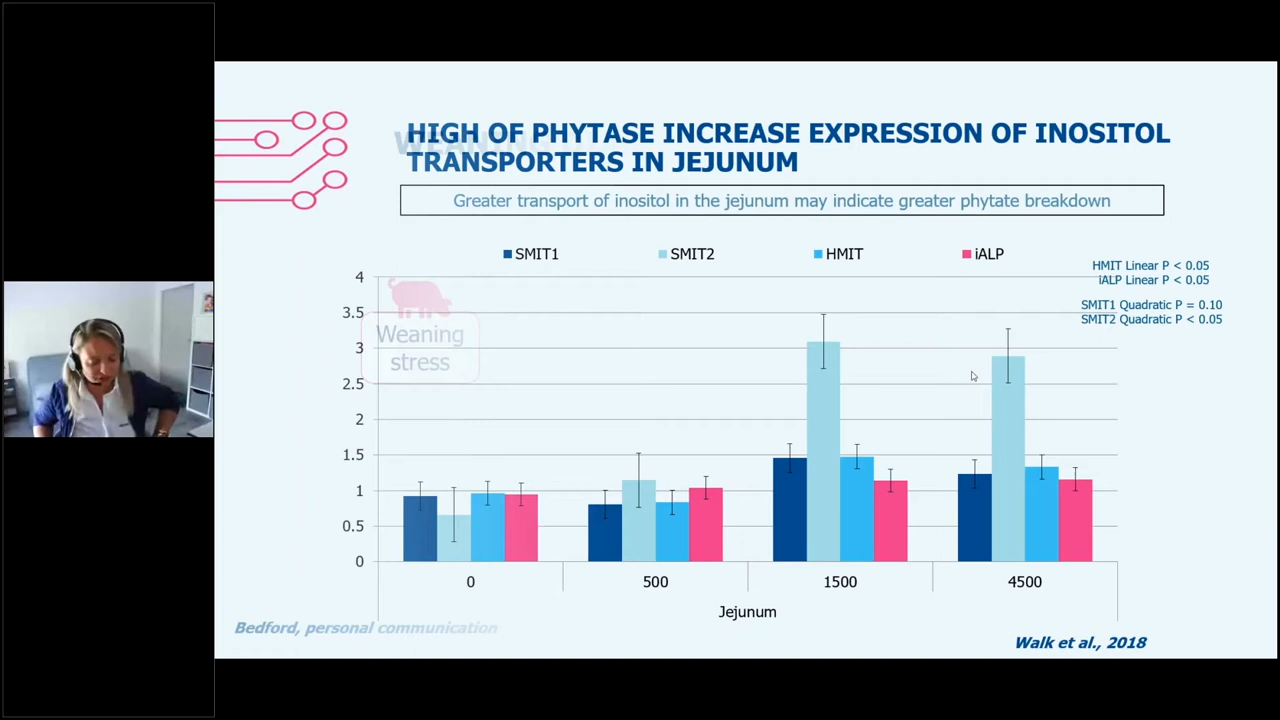 WEANING
HIGH OF PHYTASE INCREASE EXPRESSION OF INOSITOL
TRANSPORTERS IN JEJUNUM
Greater transport of inositol in the jejunum may indicate greater phytate breakdown
SMIT1 SMIT2 HMIT iALP
HMIT Linear P < 0.05
iALP Linear P < 0.05
SMIT1 Quadratic P = 0.10
SMIT2 Quadratic P < 0.05
4
3.5
3
2.5
2
1.5
1
0.5
0
Weaning
stress
0 500 1500 4500
Jejunum
Bedford, personal communication
Walk et al., 2018